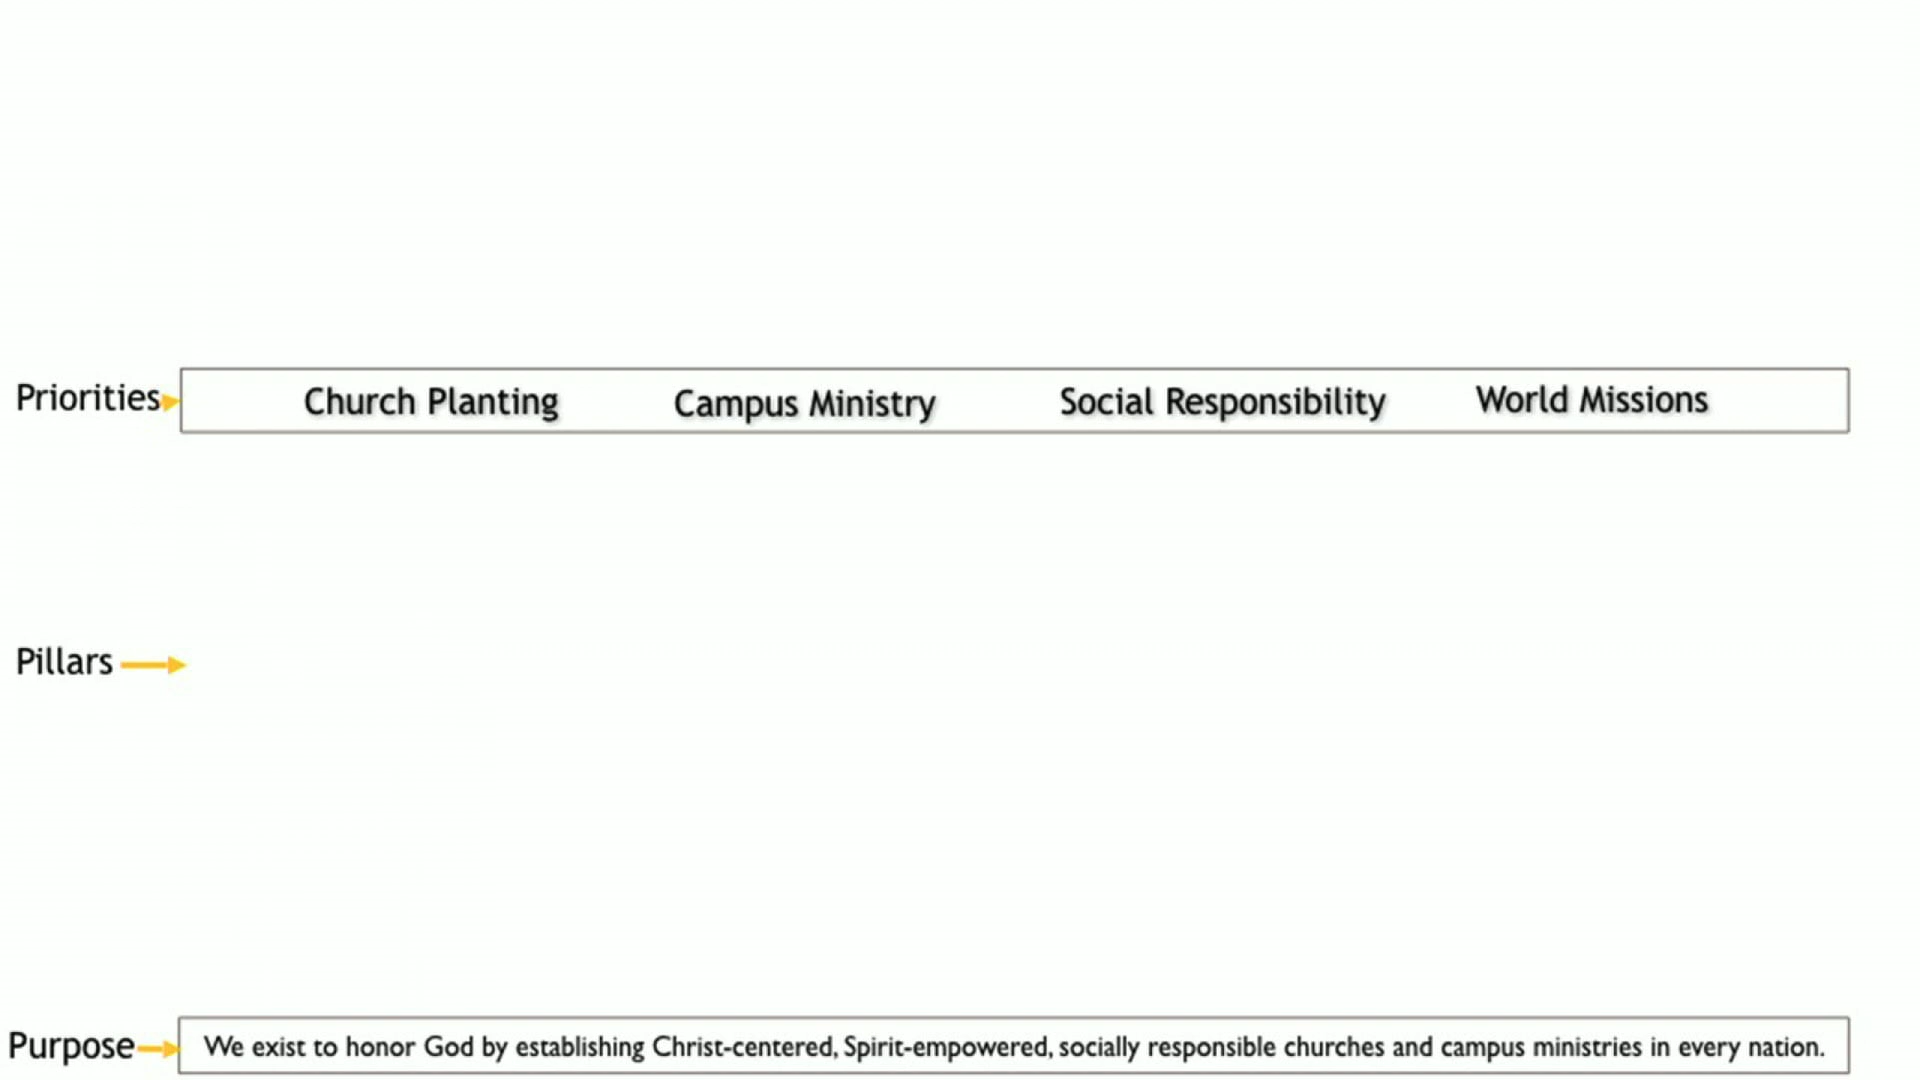 Priorities Church Planting Campus Ministry Social Responsibility World Missions
Pillars
Purpose We exist to honor God by establishing Christ-centered, Spirit-empowered, socially responsible churches and campus ministries in every nation.